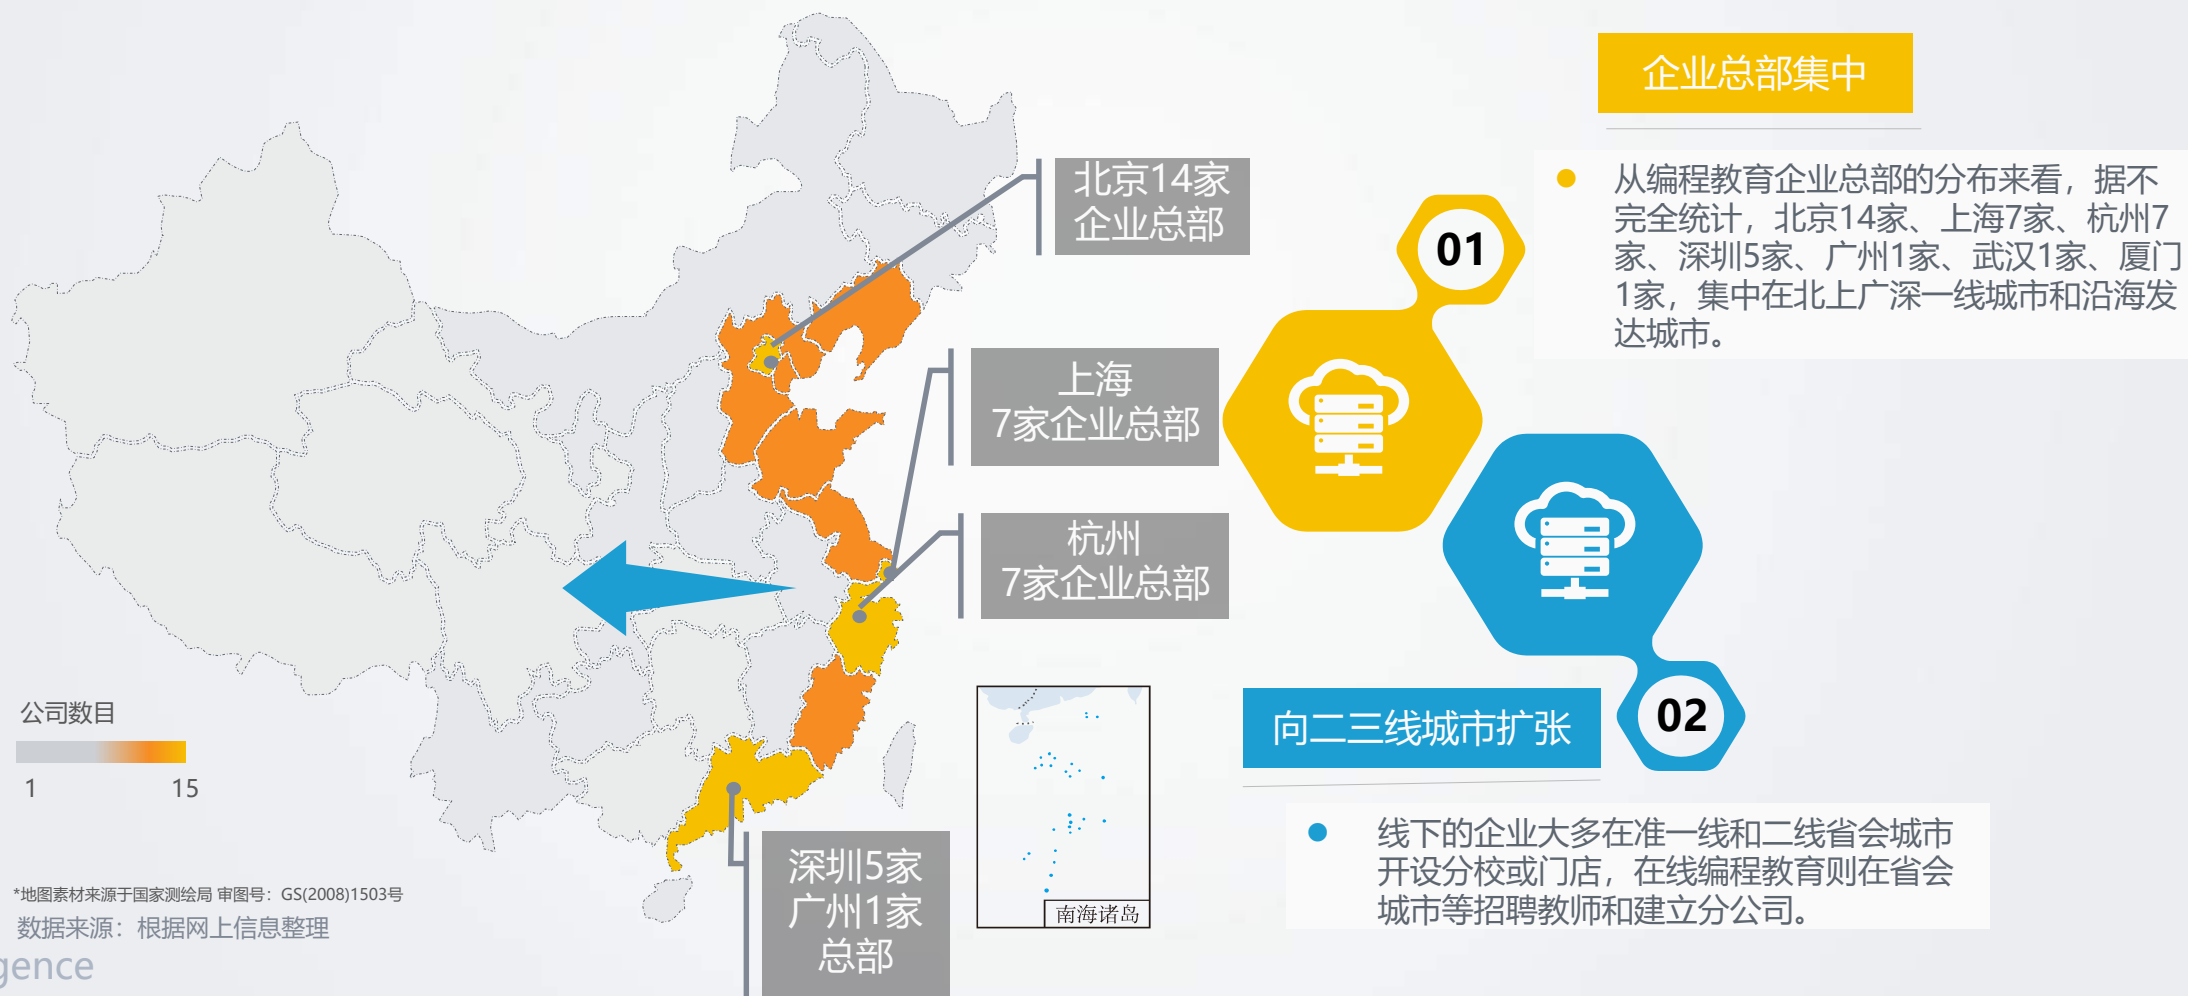 企业总部集中
从编程教育企业总部的分布来看，据不
完全统计，北京14家、上海7家、杭州7
家、深圳5家、广州1家、武汉1家、厦门
1家，集中在北上广深一线城市和沿海发
达城市。
01
北京14家
企业总部
上海
7家企业总部
杭州
7家企业总部
深圳5家
广州1家
总部
02
向二三线城市扩张
线下的企业大多在准一线和二线省会城市
开设分校或门店，在线编程教育则在省会
城市等招聘教师和建立分公司。
公司数目
1 15
南海诸岛
*地图素材来源于国家测绘局 审图号：GS(2008)1503号
数据来源：根据网上信息整理
gence